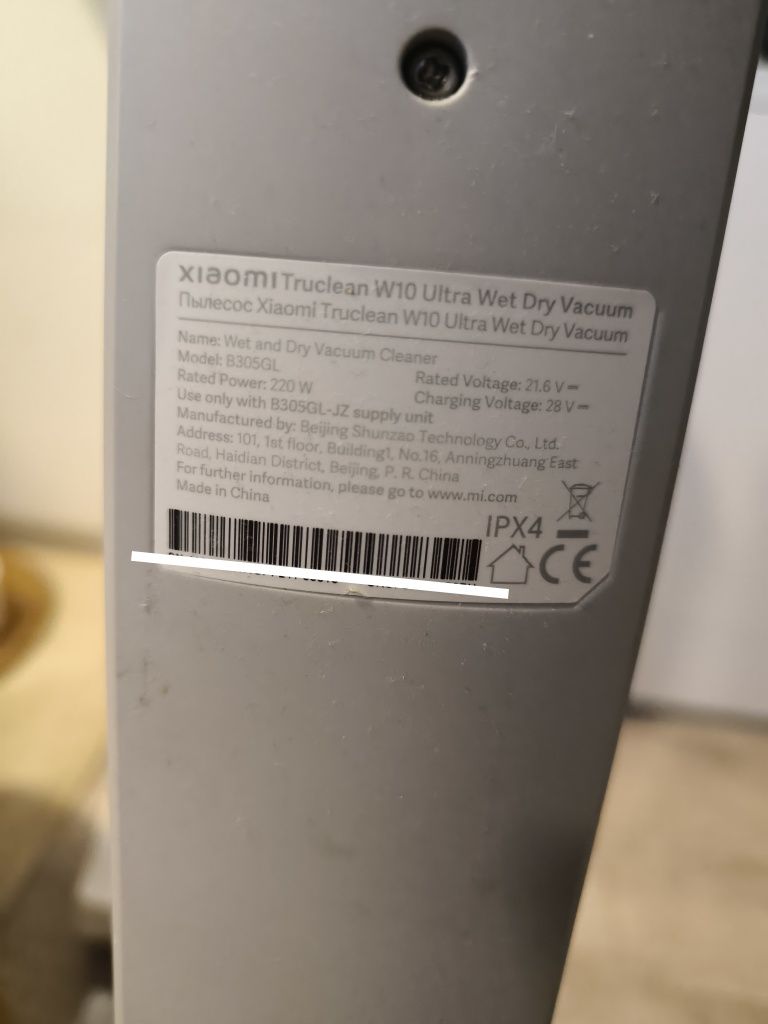 xiaomi Truclean W10 Ultra Wet Dry Vacuum
Пылесос Xiaomi Truclean W10 Ultra Wet Dry Vacuum
Name: Wet and Dry Vacuum Cleaner
Model: B305GL Rated Voltage: 21.6 V
Rated Power: 220 W Charging Voltage: 28 V
Use only with B305GL-JZ supply unit
Manufactured by: Beijing Shunzao Technology Co., Ltd.
Address: 101, 1st floor, Building1, No.16, Anningzhuang East
Road, Haidian District, Beijing, P. R. China
For further information, please go to www.mi.com
Made in China
IPX4
CE